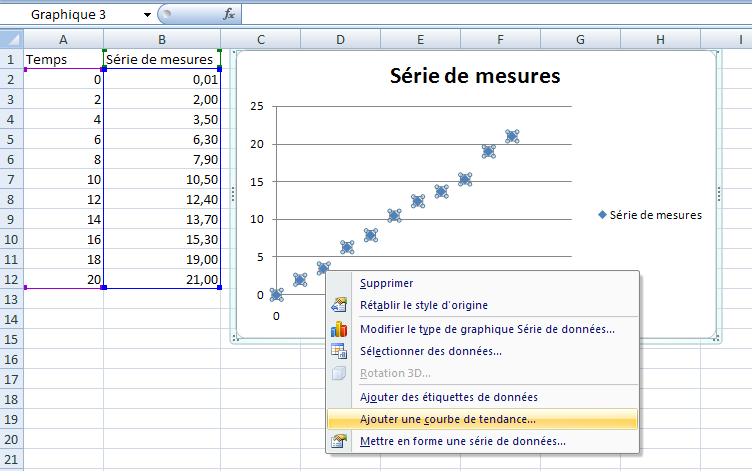 Graphique 3 fx
A B C D E F G H I
1 Temps Série de mesures
2 0 0,01
3 2 2,00
4 4 3,50
5 6 6,30
6 8 7,90
7 10 10,50
8 12 12,40
9 14 13,70
10 16 15,30
11 18 19,00
12 20 21,00
13
14
15
16
17
18
19
20
21
Série de mesures
25
20
15
10
5
0
0
Série de mesures
Supprimer
Rétablir le style d'origine
Modifier le type de graphique Série de données...
Sélectionner des données...
Rotation 3D...
Ajouter des étiquettes de données
Ajouter une courbe de tendance...
Mettre en forme une série de données...